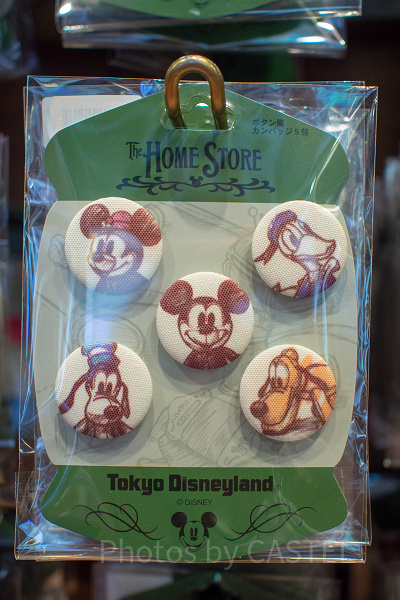 ボタン風
カンバッジ5個
The HOME STORE
Tokyo Disneyland
© DISNEY
Photos by CASTEL